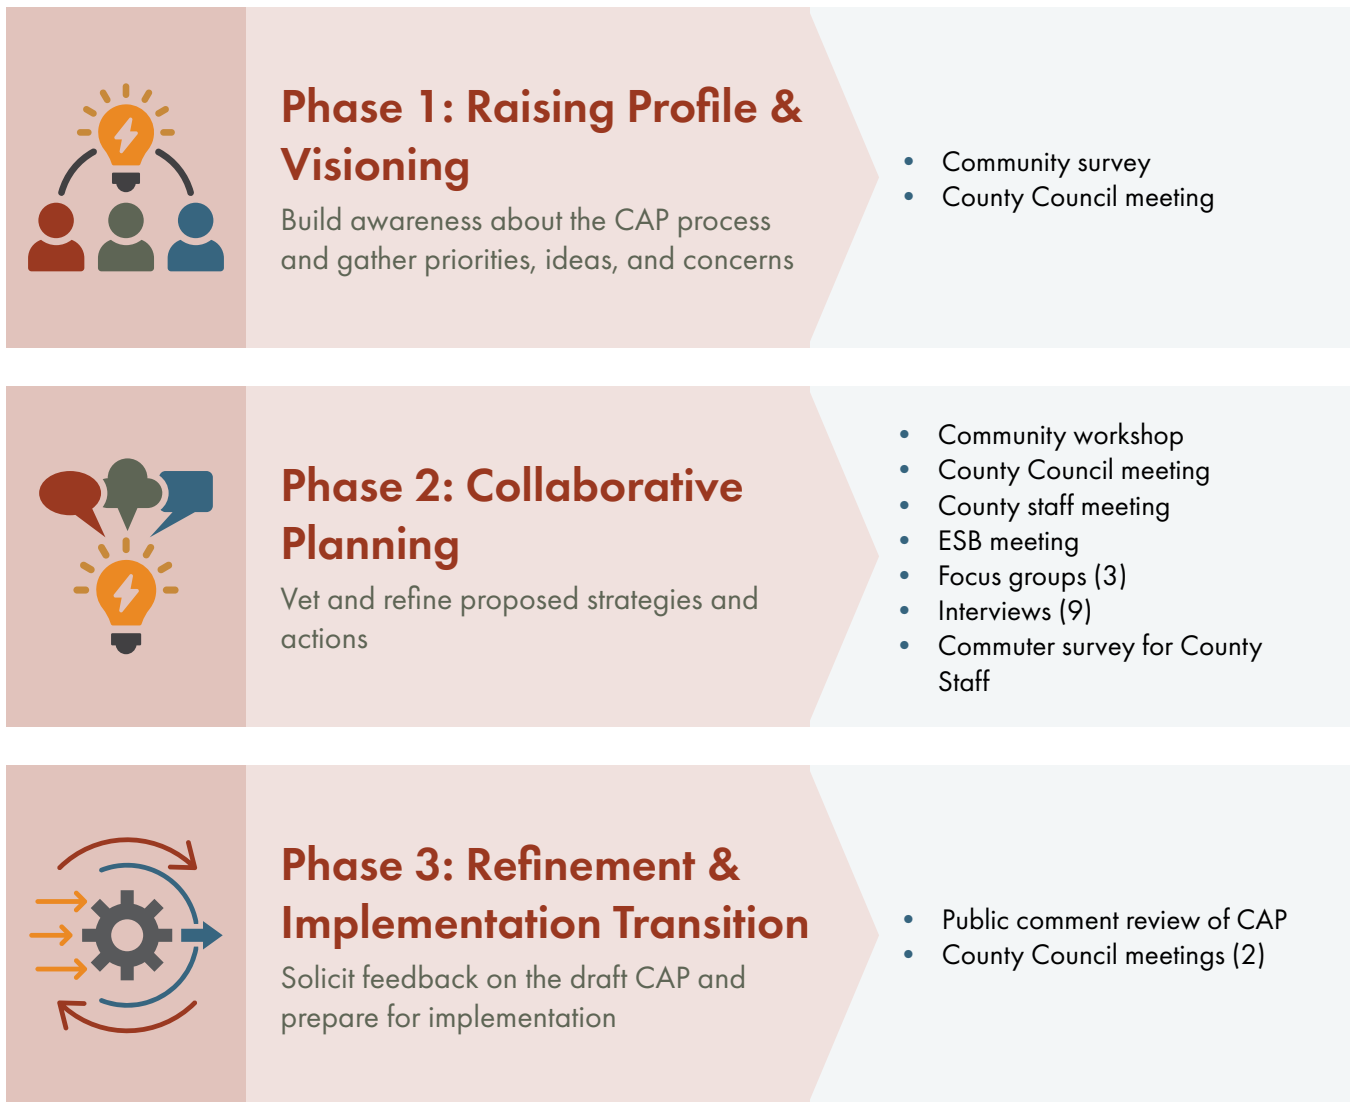 Phase 1: Raising Profile &
Visioning
Build awareness about the CAP process
and gather priorities, ideas, and concerns
• Community survey
• County Council meeting
Phase 2: Collaborative
Planning
Vet and refine proposed strategies and
actions
• Community workshop
• County Council meeting
• County staff meeting
• ESB meeting
• Focus groups (3)
• Interviews (9)
• Commuter survey for County
Staff
Phase 3: Refinement &
Implementation Transition
Solicit feedback on the draft CAP and
prepare for implementation
• Public comment review of CAP
• County Council meetings (2)